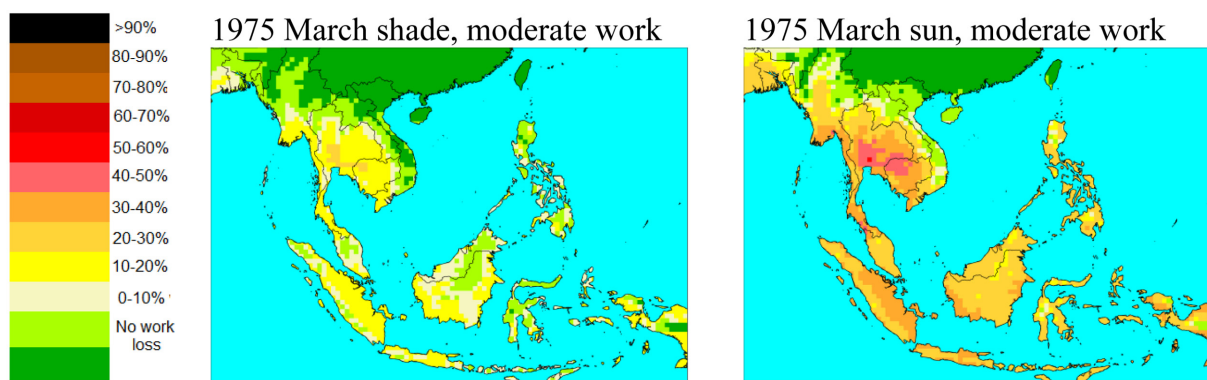 1975 March shade, moderate work
1975 March sun, moderate work
>90%
80-90%
70-80%
60-70%
50-60%
40-50%
30-40%
20-30%
10-20%
0-10%
No work
loss